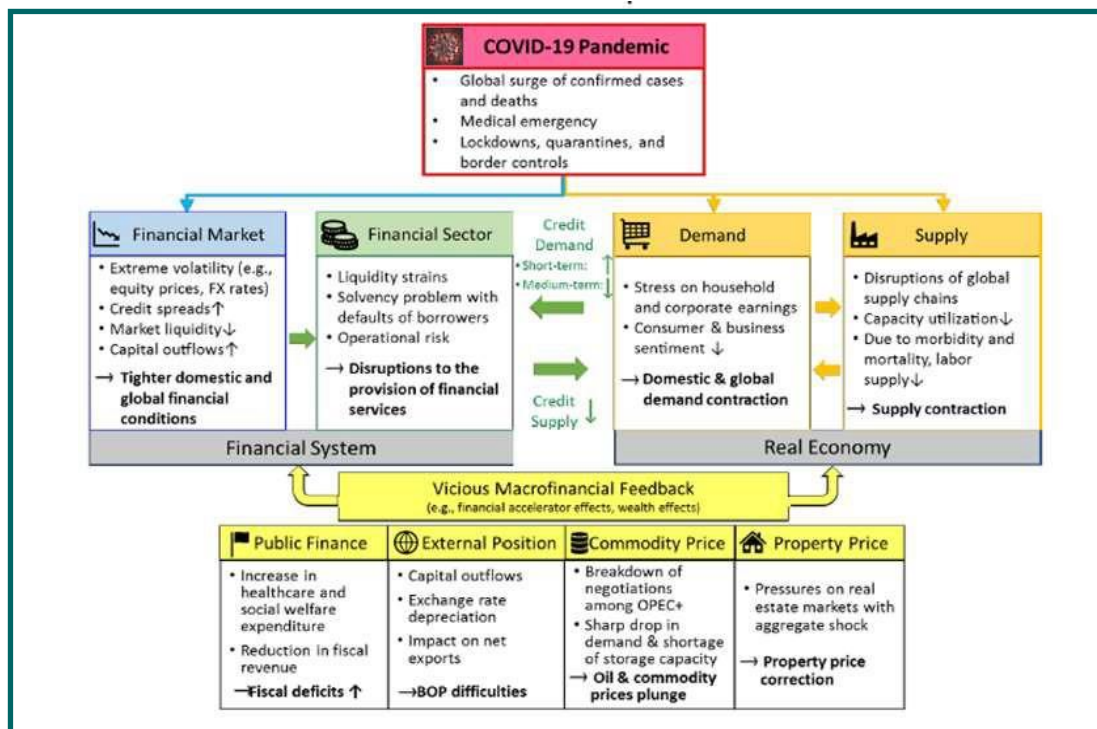 COVID-19 Pandemic
• Global surge of confirmed cases
and deaths
• Medical emergency
• Lockdowns, quarantines, and
border controls
Financial Market
• Extreme volatility (e.g.,
equity prices, FX rates)
• Credit spreads↑
• Market liquidity↓
• Capital outflows↑
→ Tighter domestic and
global financial
conditions
Financial Sector
• Liquidity strains
• Solvency problem with
defaults of borrowers
• Operational risk
→ Disruptions to the
provision of financial
services
Financial System
Credit
Demand
• Short-term: ↑
• Medium-term: ↓
Credit
Supply ↓
Demand
• Stress on household
and corporate earnings
• Consumer & business
sentiment ↓
→ Domestic & global
demand contraction
Supply
• Disruptions of global
supply chains
• Capacity utilization↓
• Due to morbidity and
mortality, labor
supply↓
→ Supply contraction
Real Economy
Vicious Macrofinancial Feedback
(e.g., financial accelerator effects, wealth effects)
Public Finance
• Increase in
healthcare and
social welfare
expenditure
• Reduction in fiscal
revenue
→Fiscal deficits ↑
External Position
• Capital outflows
• Exchange rate
depreciation
• Impact on net
exports
→BOP difficulties
Commodity Price
• Breakdown of
negotiations
among OPEC+
• Sharp drop in
demand & shortage
of storage capacity
→ Oil & commodity
prices plunge
Property Price
• Pressures on real
estate markets with
aggregate shock
→ Property price
correction